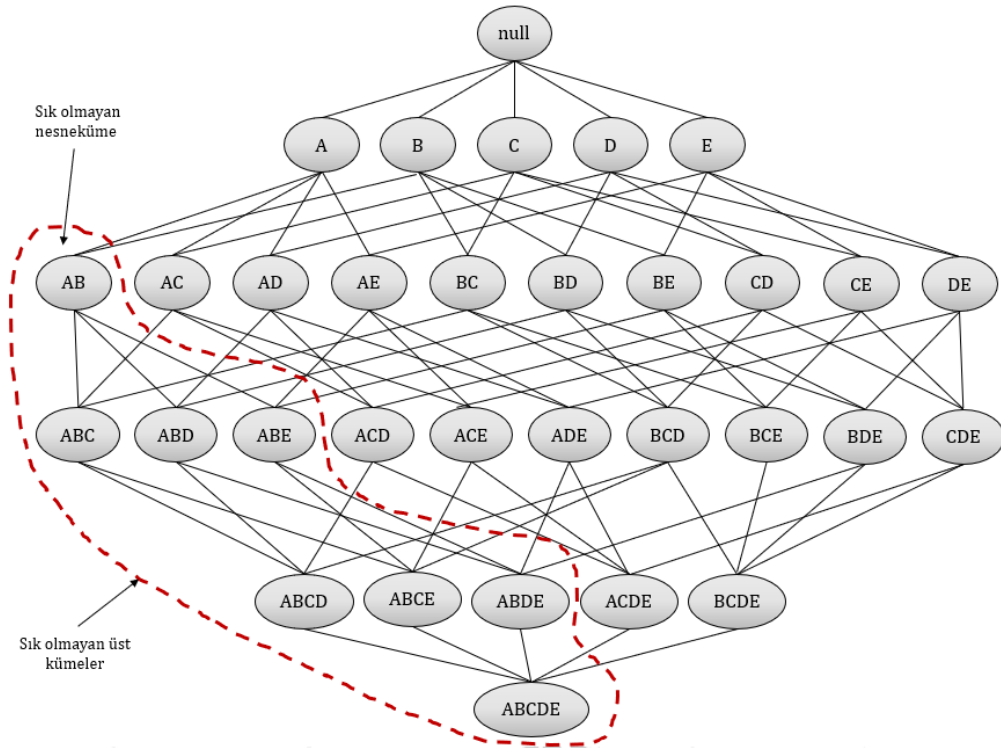 null
Sık olmayan
nesneküme
A B C D E
AB AC AD AE BC BD BE CD CE DE
ABC ABD ABE ACD ACE ADE BCD BCE BDE CDE
ABCD ABCE ABDE ACDE BCDE
Sık olmayan üst
kümeler
ABCDE